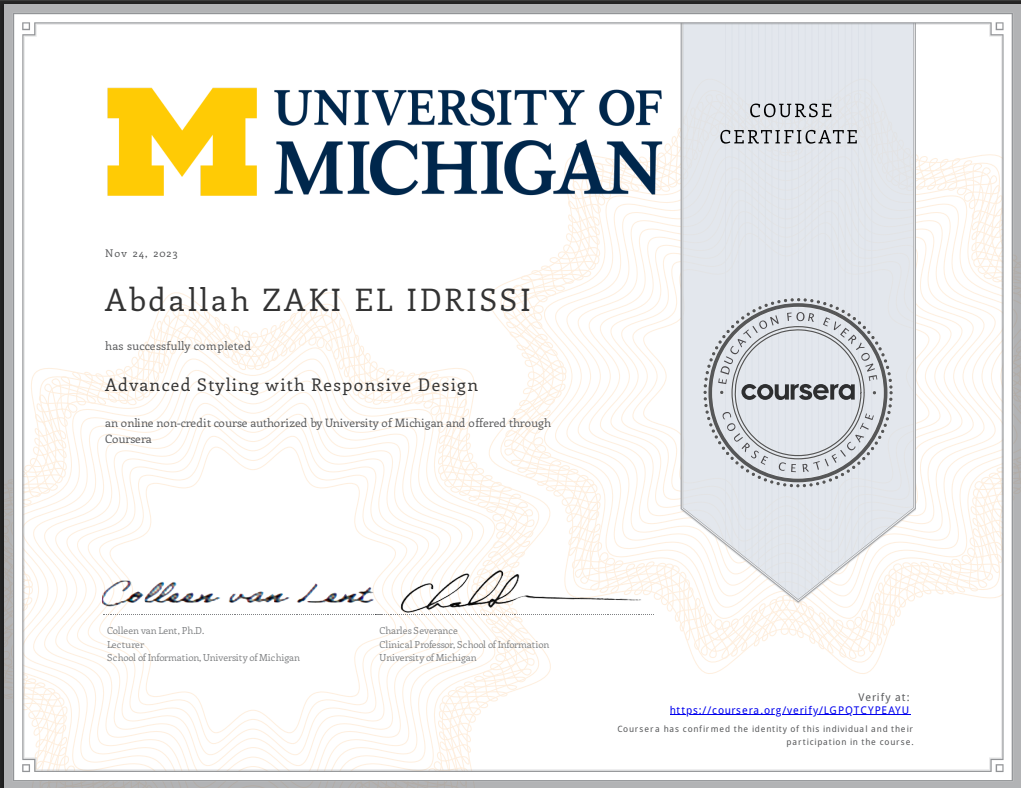 UNIVERSITY OF
MICHIGAN
COURSE
CERTIFICATE
Nov 24, 2023
Abdallah ZAKI EL IDRISSI
has successfully completed
Advanced Styling with Responsive Design
an online non-credit course authorized by University of Michigan and offered through
Coursera
EDUCATION FOR EVERYONE
coursera
COURSE CERTIFICATE
Colleen van Lent
Colleen van Lent, Ph.D.
Lecturer
School of Information, University of Michigan
Charles Severance
Clinical Professor, School of Information
University of Michigan
Verify at:
https://coursera.org/verify/LGPQTCYPEAYU
Coursera has confirmed the identity of this individual and their
participation in the course.